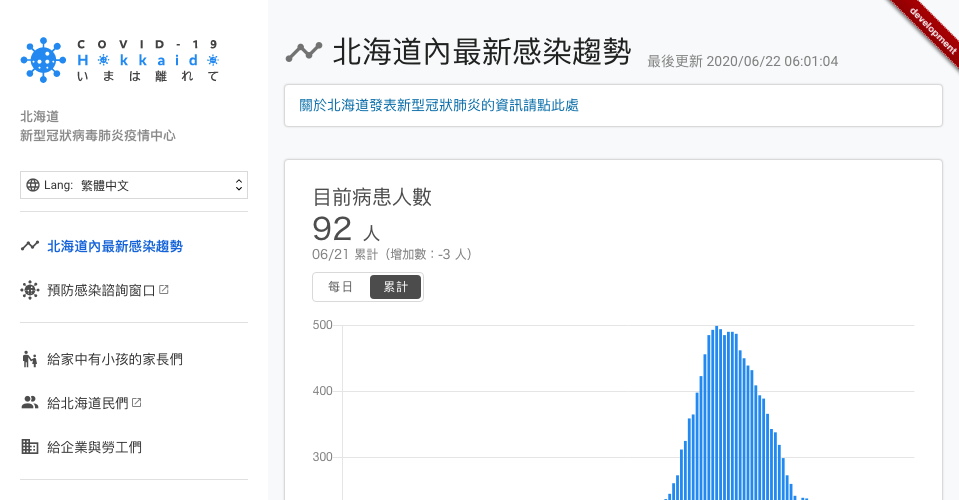 COVID-19
Hokkaido
いまは離れて
北海道
新型冠狀病毒肺炎疫情中心
Lang: 繁體中文
北海道內最新感染趨勢
預防感染諮詢窗口
給家中有小孩的家長們
給北海道民們
給企業與勞工們
development
北海道內最新感染趨勢 最後更新 2020/06/22 06:01:04
關於北海道發表新型冠狀肺炎的資訊請點此處
目前病患人數
92 人
06/21 累計（增加數：-3 人）
每日 累計
500
400
300